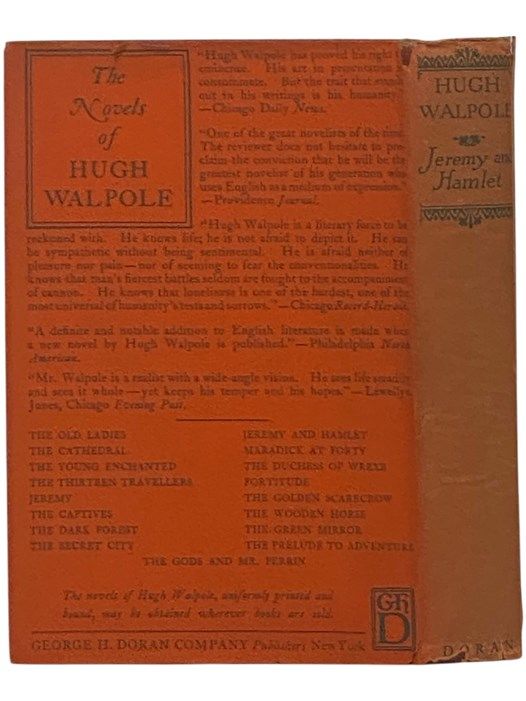 The
Novels
of
HUGH
WALPOLE
"Hugh Walpole has proved his right to
eminence. His art in presentation is
consummate. But the trait that stands
out in his writings is his humanity."
—Chicago Daily News.
"One of the great novelists of the time.
The reviewer does not hesitate to pro-
claim the conviction that he will be the
greatest novelist of his generation who
uses English as a medium of expression."
—Providence Journal.
"Hugh Walpole is a literary force to be
reckoned with. He knows life; he is not afraid to depict it. He can
be sympathetic without being sentimental. He is afraid neither of
pleasure nor pain—nor of seeming to fear the conventionalities. He
knows that man's fiercest battles seldom are fought to the accompaniment
of cannon. He knows that loneliness is one of the hardest, one of the
most universal of humanity's tests and sorrows."—Chicago Record-Herald.
"A definite and notable addition to English literature is made when
a new novel by Hugh Walpole is published."—Philadelphia North
American.
"Mr. Walpole is a realist with a wide-angle vision. He sees life steadily
and sees it whole—yet keeps his temper and his hopes."—Llewellyn
Jones, Chicago Evening Post.
THE OLD LADIES
THE CATHEDRAL
THE YOUNG ENCHANTED
THE THIRTEEN TRAVELLERS
JEREMY
THE CAPTIVES
THE DARK FOREST
THE SECRET CITY
JEREMY AND HAMLET
MARADICK AT FORTY
THE DUCHESS OF WREXE
FORTITUDE
THE GOLDEN SCARECROW
THE WOODEN HORSE
THE GREEN MIRROR
THE PRELUDE TO ADVENTURE
THE GODS AND MR. PERRIN
The novels of Hugh Walpole, uniformly printed and
bound, may be obtained wherever books are sold.
GEORGE H. DORAN COMPANY Publishers New York
GH
D
HUGH
WALPOLE
Jeremy and
Hamlet
DORAN